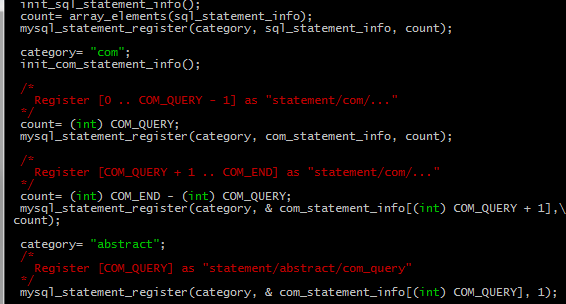 init_sql_statement_info();
count= array_elements(sql_statement_info);
mysql_statement_register(category, sql_statement_info, count);
category= "com";
init_com_statement_info();
/*
Register [0 .. COM_QUERY - 1] as "statement/com/..."
*/
count= (int) COM_QUERY;
mysql_statement_register(category, com_statement_info, count);
/*
Register [COM_QUERY + 1 .. COM_END] as "statement/com/..."
*/
count= (int) COM_END - (int) COM_QUERY;
mysql_statement_register(category, & com_statement_info[(int) COM_QUERY + 1],\
count);
category= "abstract";
/*
Register [COM_QUERY] as "statement/abstract/com_query"
*/
mysql_statement_register(category, & com_statement_info[(int) COM_QUERY], 1);